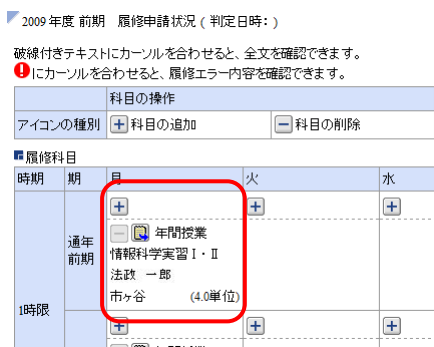 2009年度 前期 履修申請状況 ( 判定日時: )
破線付きテキストにカーソルを合わせると、全文を確認できます。
にカーソルを合わせると、履修エラー内容を確認できます。
科目の操作
アイコンの種別 科目の追加 科目の削除
履修科目
時期 期 月 火 水
通年前期
年間授業
情報科学実習Ⅰ・Ⅱ
法政 一郎
市ヶ谷 (4.0単位)
1時限